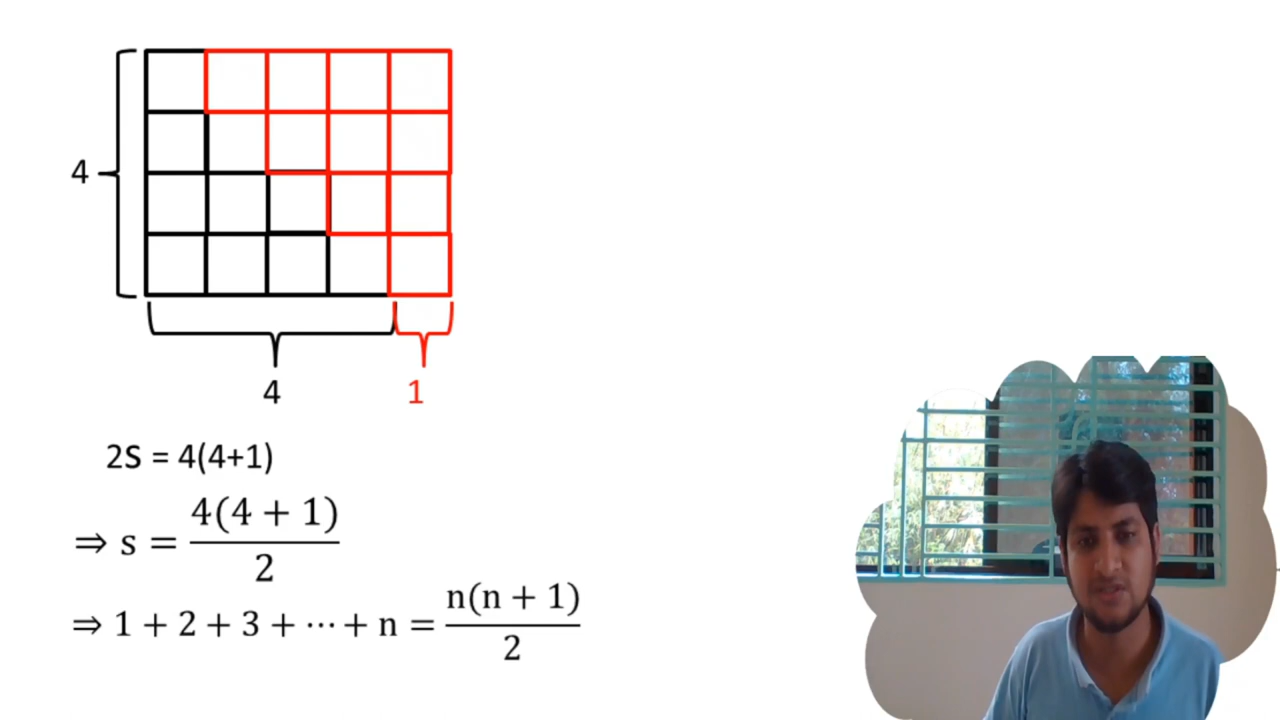 4
4 1
2S = 4(4+1)
⇒ s = 4(4 + 1)/2
⇒ 1 + 2 + 3 + ⋯ + n = n(n + 1)/2